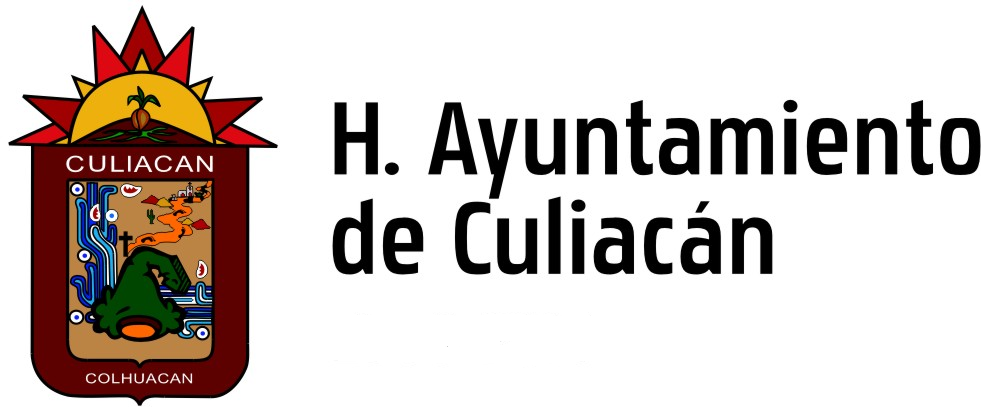 CULIACAN
COLHUACAN
H. Ayuntamiento
de Culiacán